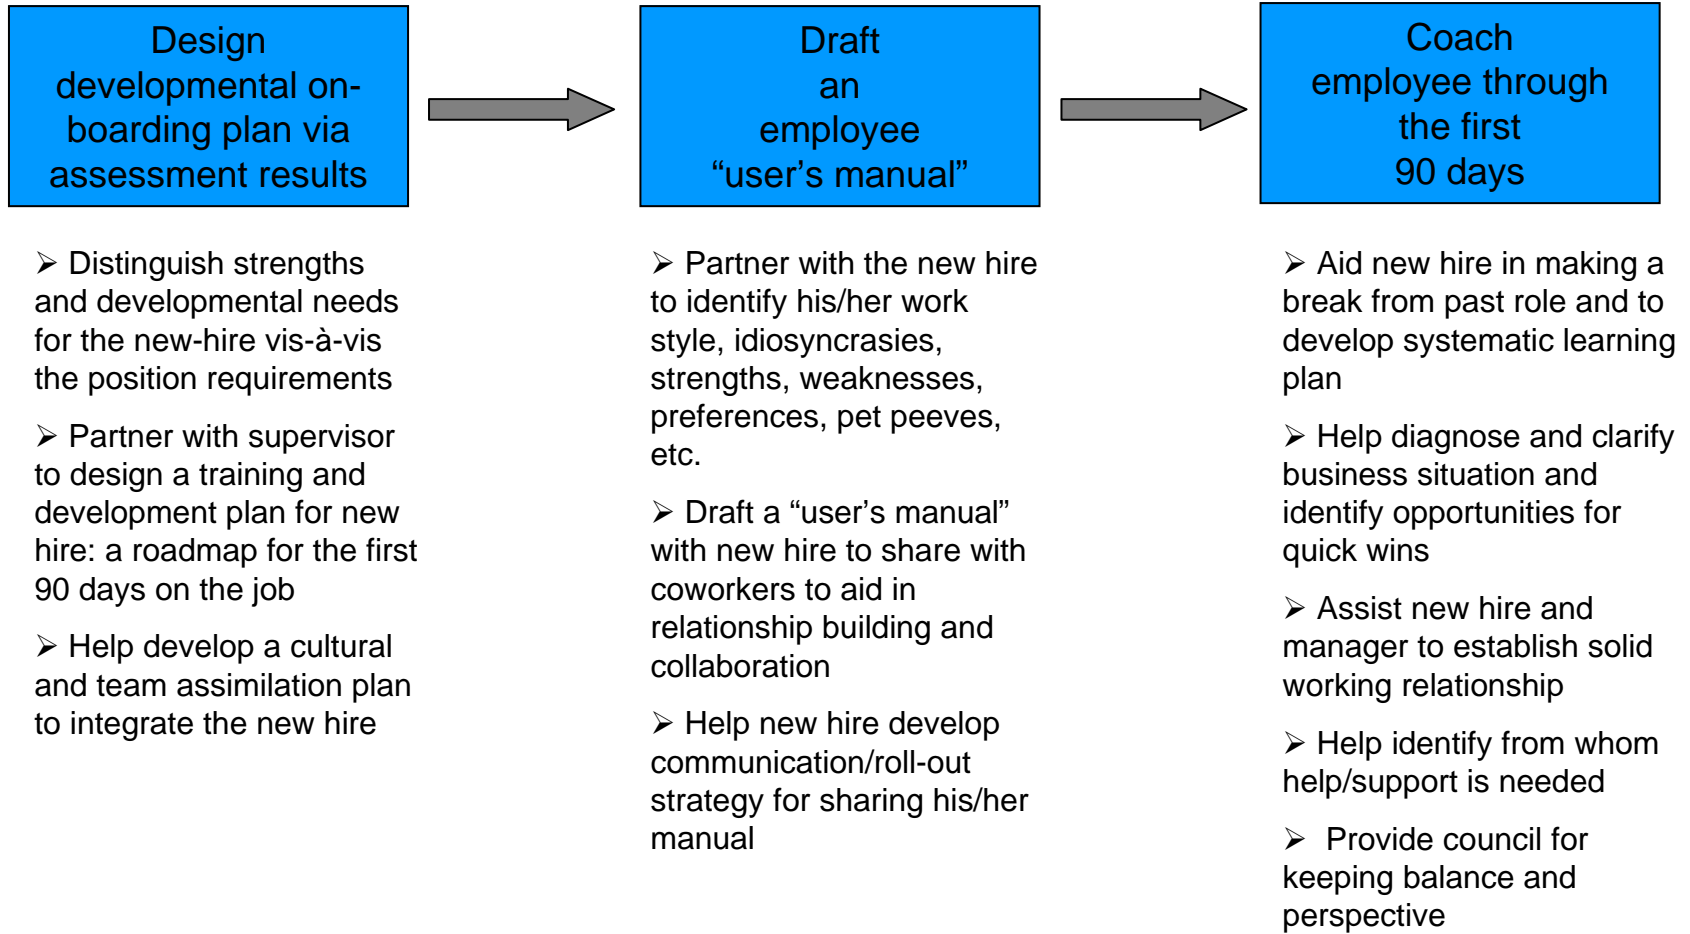 Design
developmental on-
boarding plan via
assessment results
Draft
an
employee
“user’s manual”
Coach
employee through
the first
90 days
➢ Distinguish strengths
and developmental needs
for the new-hire vis-à-vis
the position requirements
➢ Partner with supervisor
to design a training and
development plan for new
hire: a roadmap for the first
90 days on the job
➢ Help develop a cultural
and team assimilation plan
to integrate the new hire
➢ Partner with the new hire
to identify his/her work
style, idiosyncrasies,
strengths, weaknesses,
preferences, pet peeves,
etc.
➢ Draft a “user’s manual”
with new hire to share with
coworkers to aid in
relationship building and
collaboration
➢ Help new hire develop
communication/roll-out
strategy for sharing his/her
manual
➢ Aid new hire in making a
break from past role and to
develop systematic learning
plan
➢ Help diagnose and clarify
business situation and
identify opportunities for
quick wins
➢ Assist new hire and
manager to establish solid
working relationship
➢ Help identify from whom
help/support is needed
➢ Provide council for
keeping balance and
perspective